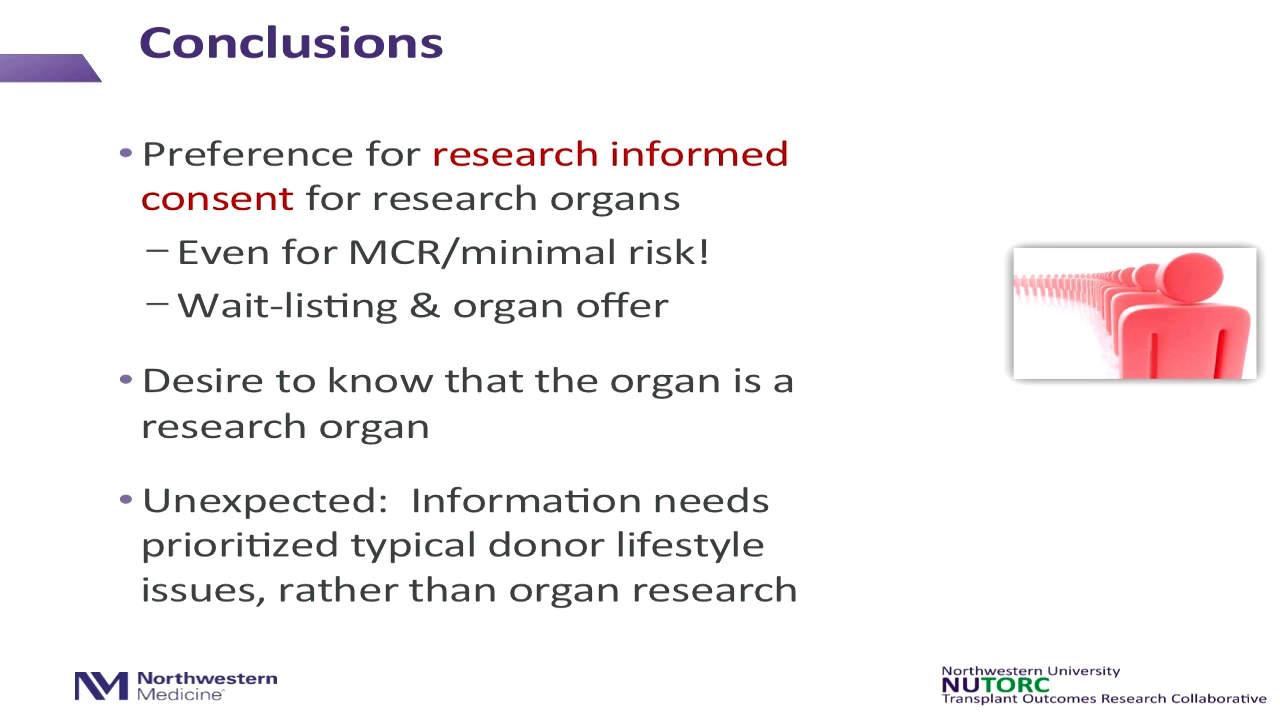 Conclusions
• Preference for research informed
consent for research organs
– Even for MCR/minimal risk!
– Wait-listing & organ offer
• Desire to know that the organ is a
research organ
• Unexpected:  Information needs
prioritized typical donor lifestyle
issues, rather than organ research
Northwestern
Medicine®
Northwestern University
NUTORC
Transplant Outcomes Research Collaborative